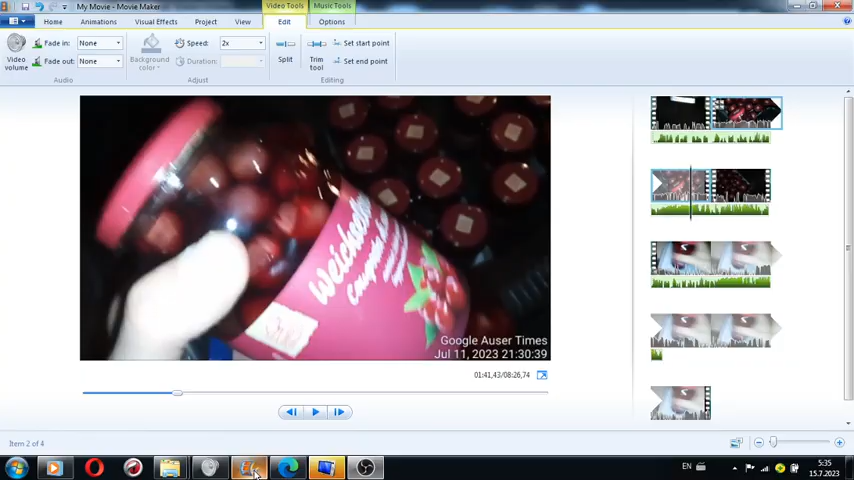 My Movie - Movie Maker
Video Tools
Music Tools
Home
Animations
Visual Effects
Project
View
Edit
Options
Video volume
Fade in: None
Fade out: None
Audio
Background color
Speed: 2x
Duration:
Adjust
Split
Trim tool
Set start point
Set end point
Editing
Weichseln
Google Auser Times
Jul 11, 2023 21:30:39
01:41,43/08:26,74
Item 2 of 4
EN
5:35
15.7.2023